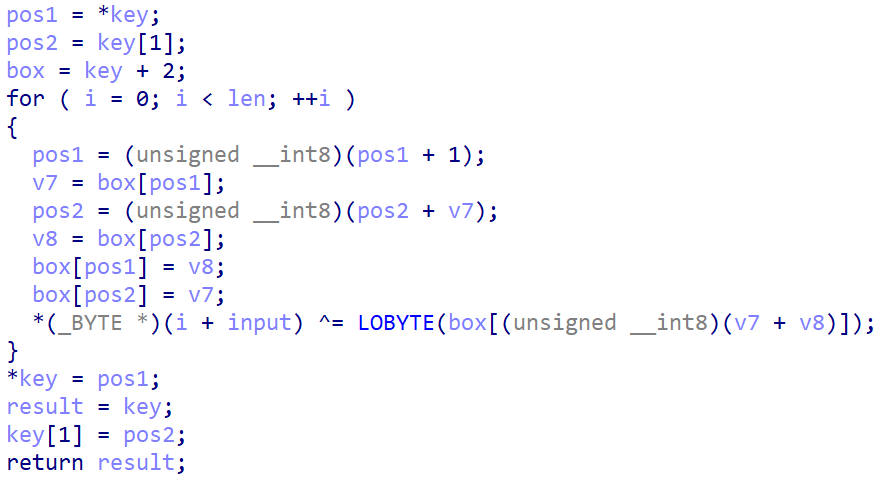 pos1 = *key;
pos2 = key[1];
box = key + 2;
for ( i = 0; i < len; ++i )
{
  pos1 = (unsigned __int8)(pos1 + 1);
  v7 = box[pos1];
  pos2 = (unsigned __int8)(pos2 + v7);
  v8 = box[pos2];
  box[pos1] = v8;
  box[pos2] = v7;
  *(_BYTE *)(i + input) ^= LOBYTE(box[(unsigned __int8)(v7 + v8)]);
}
*key = pos1;
result = key;
key[1] = pos2;
return result;